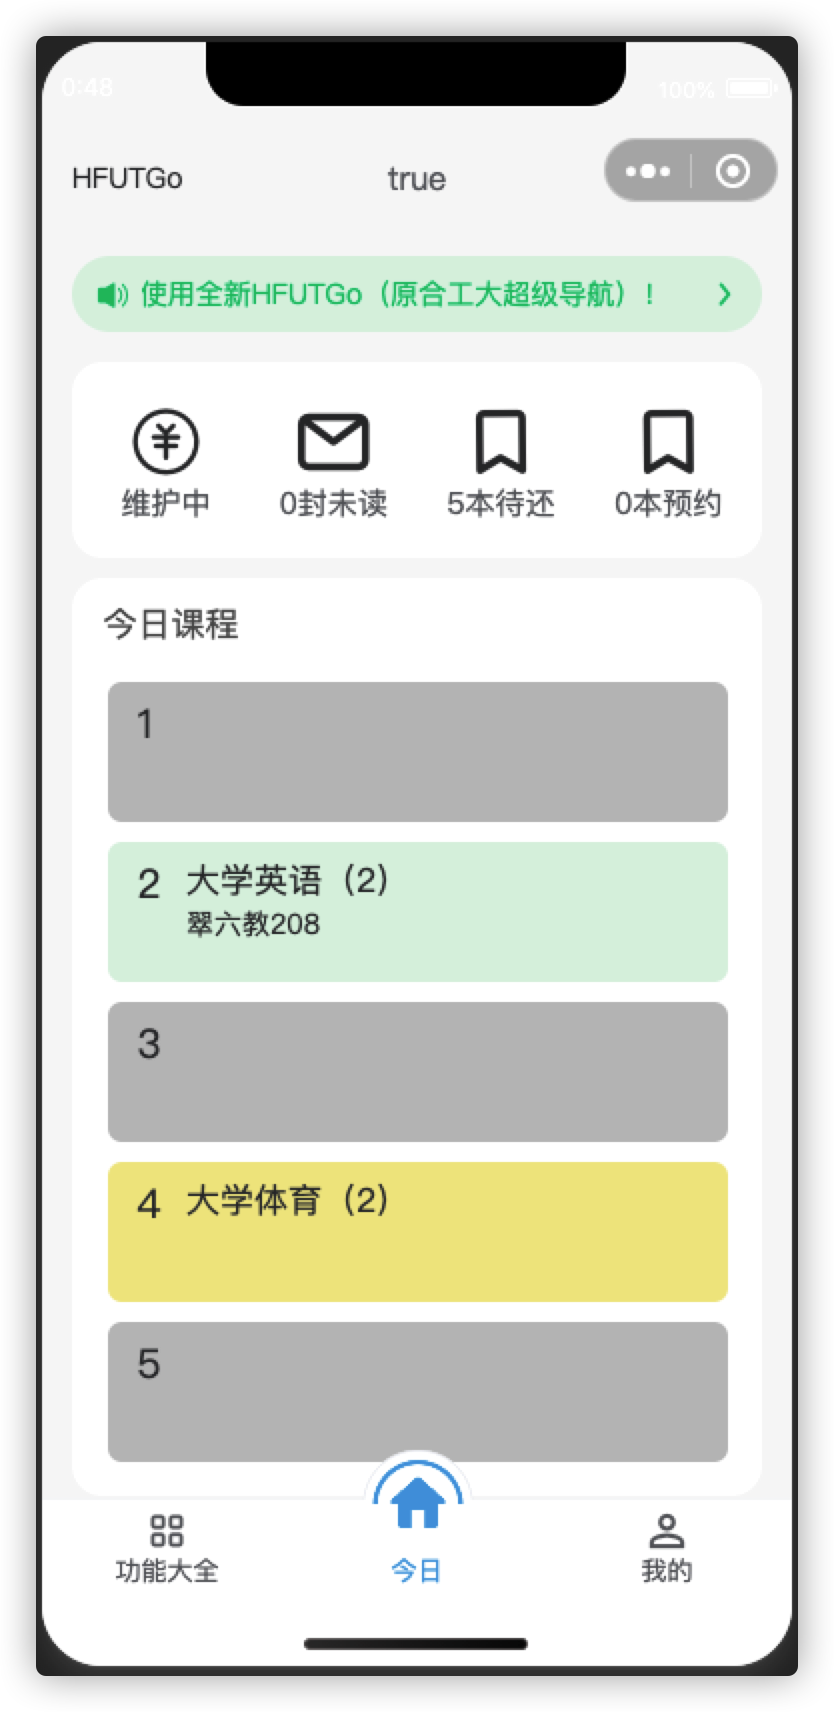 0:48
100%
HFUTGo
true
使用全新HFUTGo（原合工大超级导航）！
维护中
0封未读
5本待还
0本预约
今日课程
1
2 大学英语（2）
翠六教208
3
4 大学体育（2）
5
功能大全
今日
我的